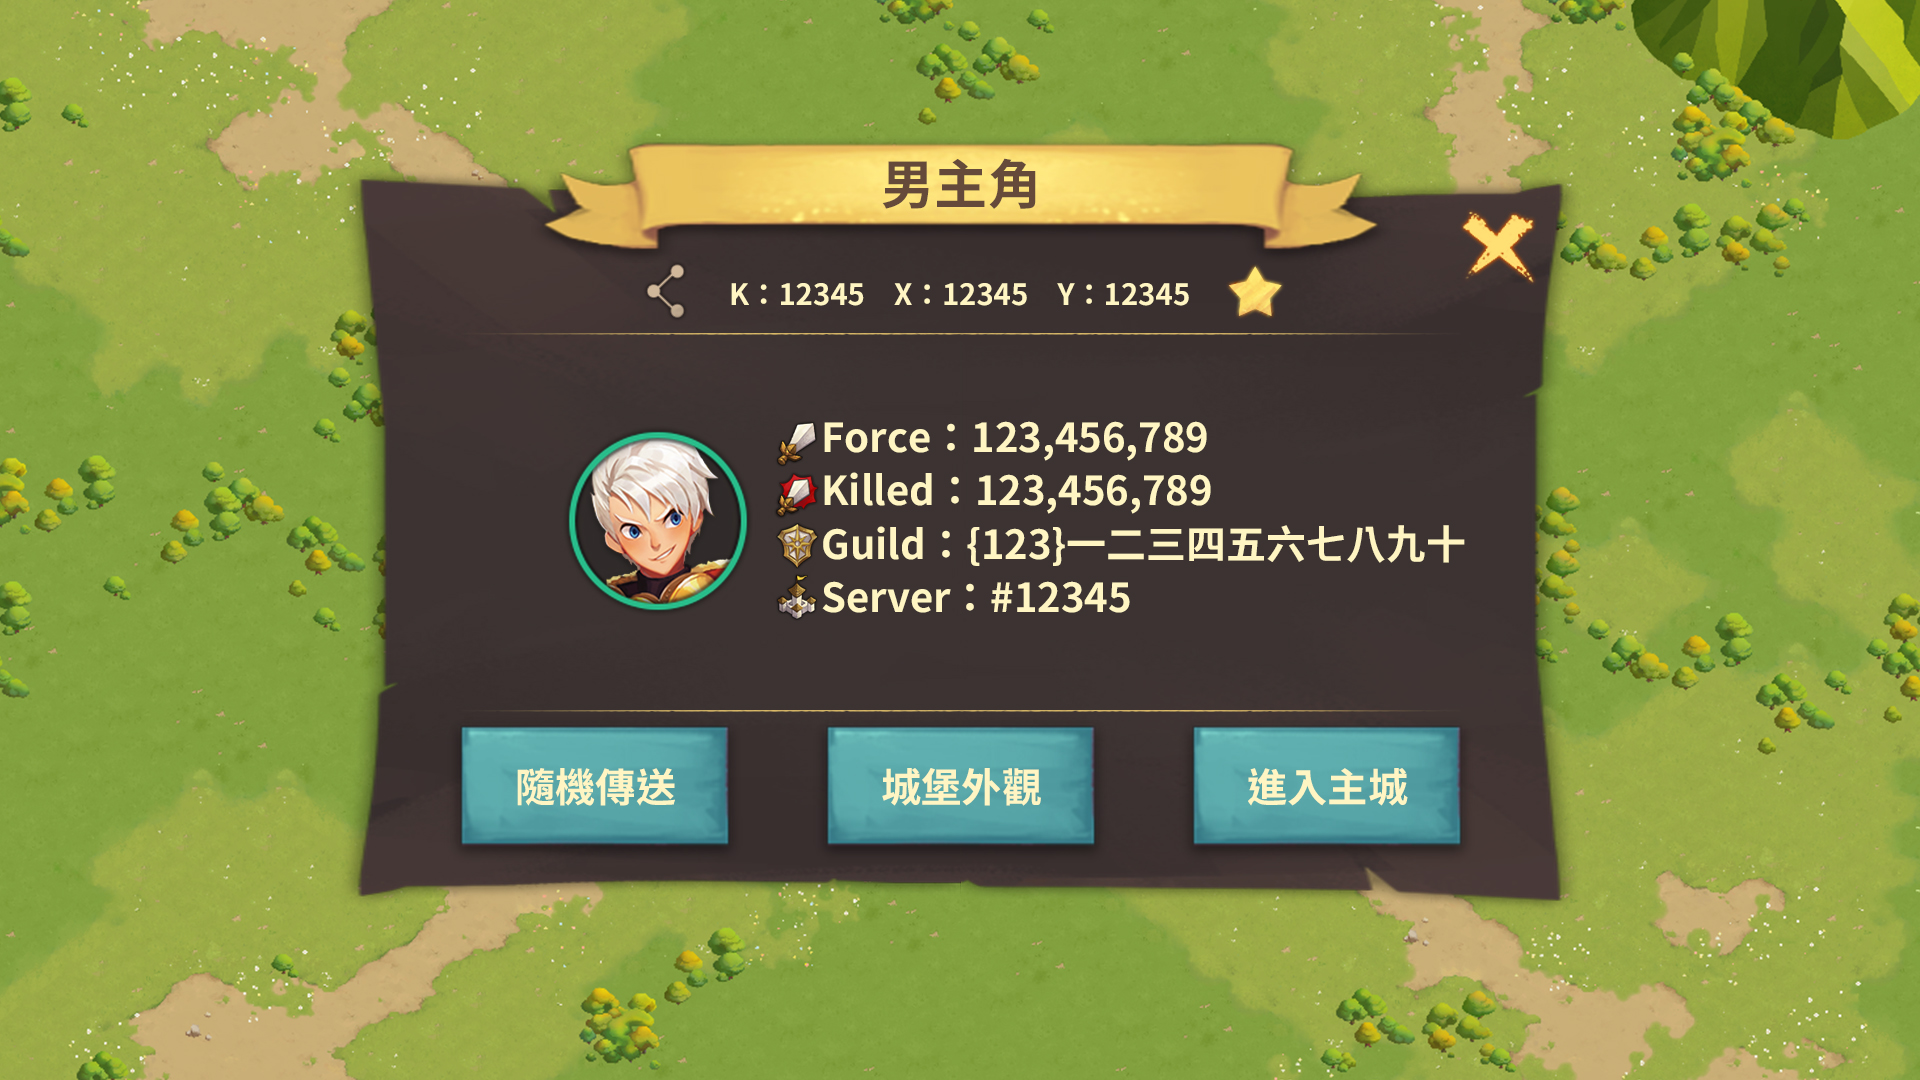 男主角
K：12345 X：12345 Y：12345
Force：123,456,789
Killed：123,456,789
Guild：{123}一二三四五六七八九十
Server：#12345
隨機傳送 城堡外觀 進入主城